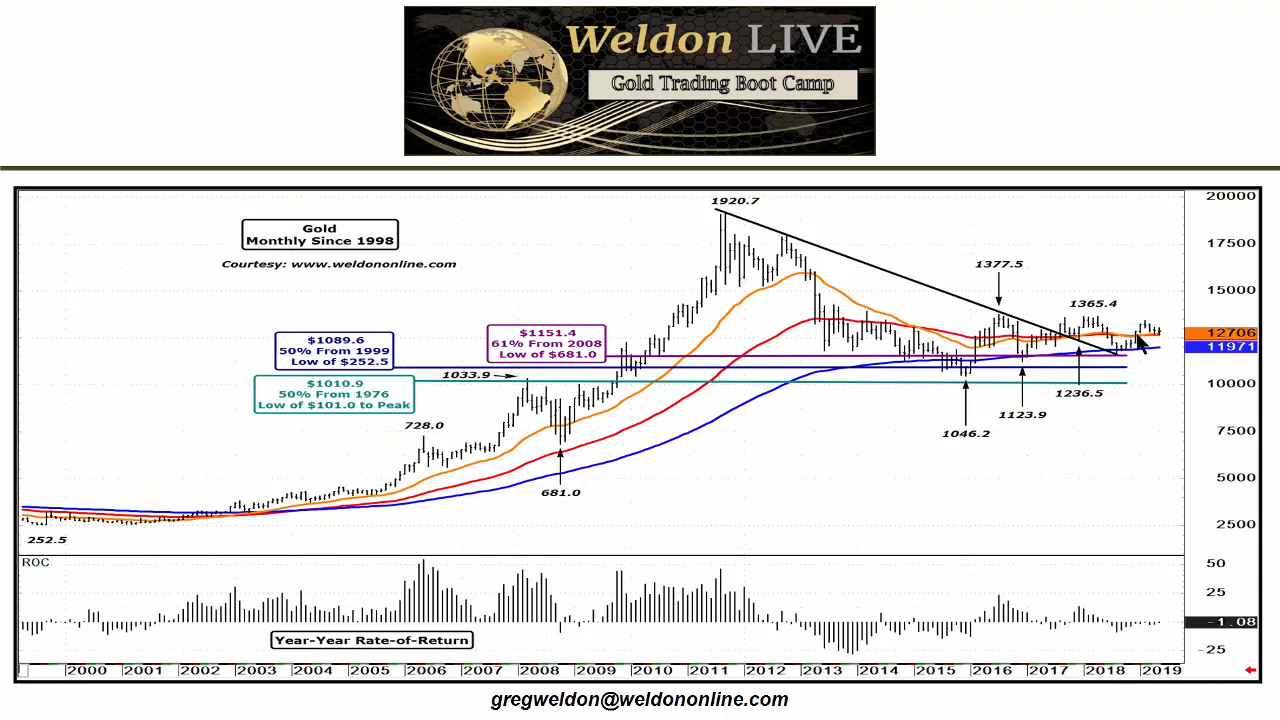 Weldon LIVE
Gold Trading Boot Camp
Gold
Monthly Since 1998
Courtesy: www.weldononline.com
1920.7
20000
17500
15000
12706
11971
10000
7500
5000
2500
1377.5
1365.4
$1151.4
61% From 2008
Low of $681.0
$1089.6
50% From 1999
Low of $252.5
$1010.9
50% From 1976
Low of $101.0 to Peak
1033.9
728.0
681.0
1236.5
1123.9
1046.2
252.5
ROC
50
25
-1.08
-25
Year-Year Rate-of-Return
2000 2001 2002 2003 2004 2005 2006 2007 2008 2009 2010 2011 2012 2013 2014 2015 2016 2017 2018 2019
gregweldon@weldononline.com